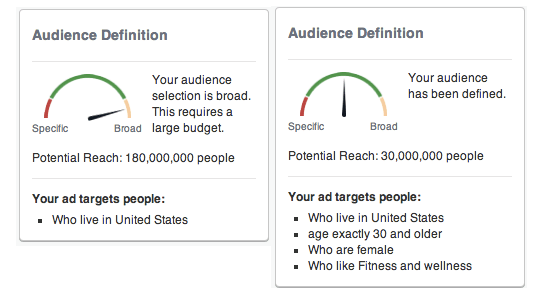 Audience Definition
Your audience
selection is broad.
This requires a
large budget.
Specific
Broad
Potential Reach: 180,000,000 people
Your ad targets people:
Who live in United States
Audience Definition
Your audience
has been defined.
Specific
Broad
Potential Reach: 30,000,000 people
Your ad targets people:
Who live in United States
age exactly 30 and older
Who are female
Who like Fitness and wellness